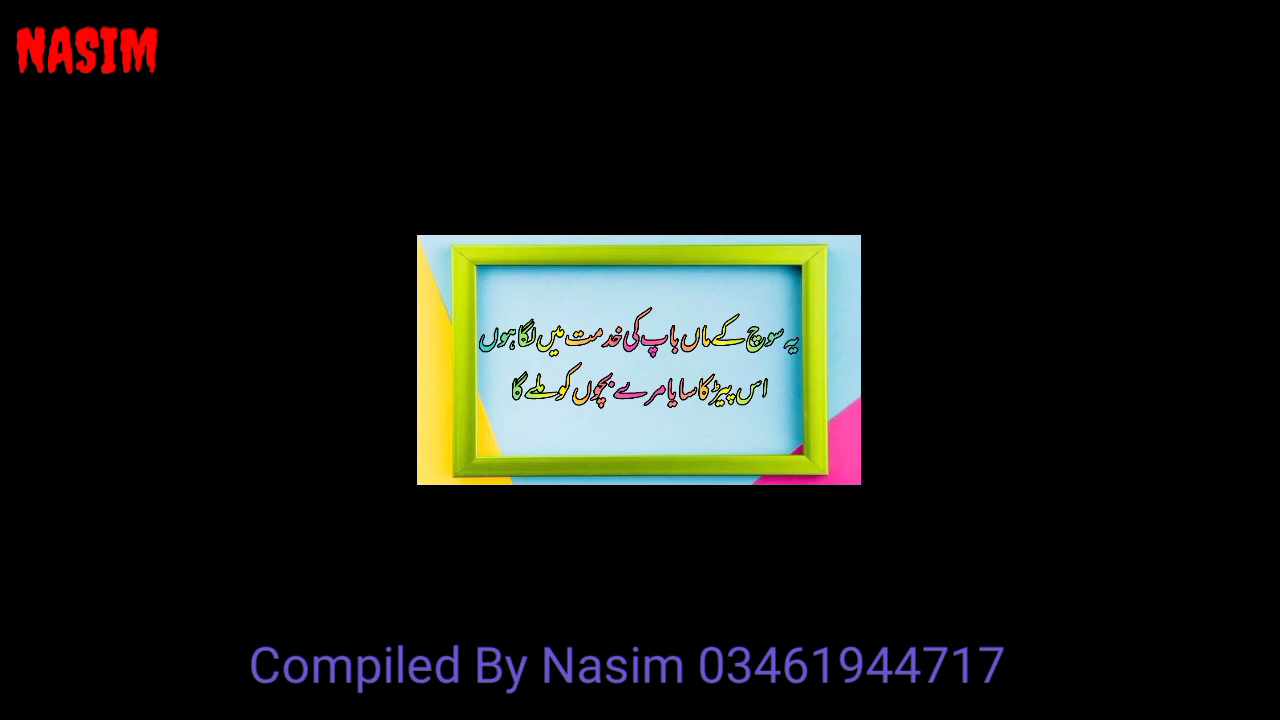 NASIM
یہ سوچ کے ماں باپ کی خدمت میں لگا ہوں
اس پیڑ کا سایا مرے بچوں کو ملے گا
Compiled By Nasim 03461944717